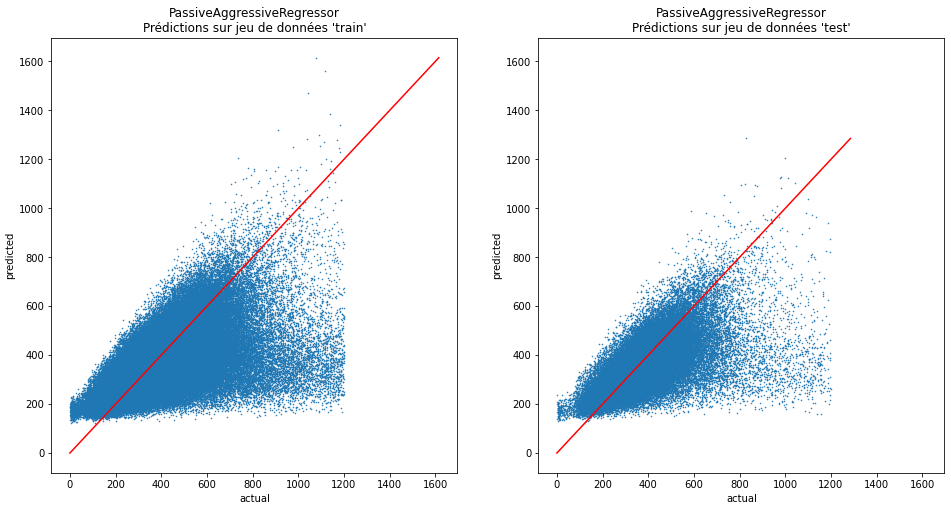 PassiveAggressiveRegressor
Prédictions sur jeu de données 'train'
1600
1400
1200
1000
800
600
400
200
0
predicted
0 200 400 600 800 1000 1200 1400 1600
actual
PassiveAggressiveRegressor
Prédictions sur jeu de données 'test'
1600
1400
1200
1000
800
600
400
200
0
predicted
0 200 400 600 800 1000 1200 1400 1600
actual